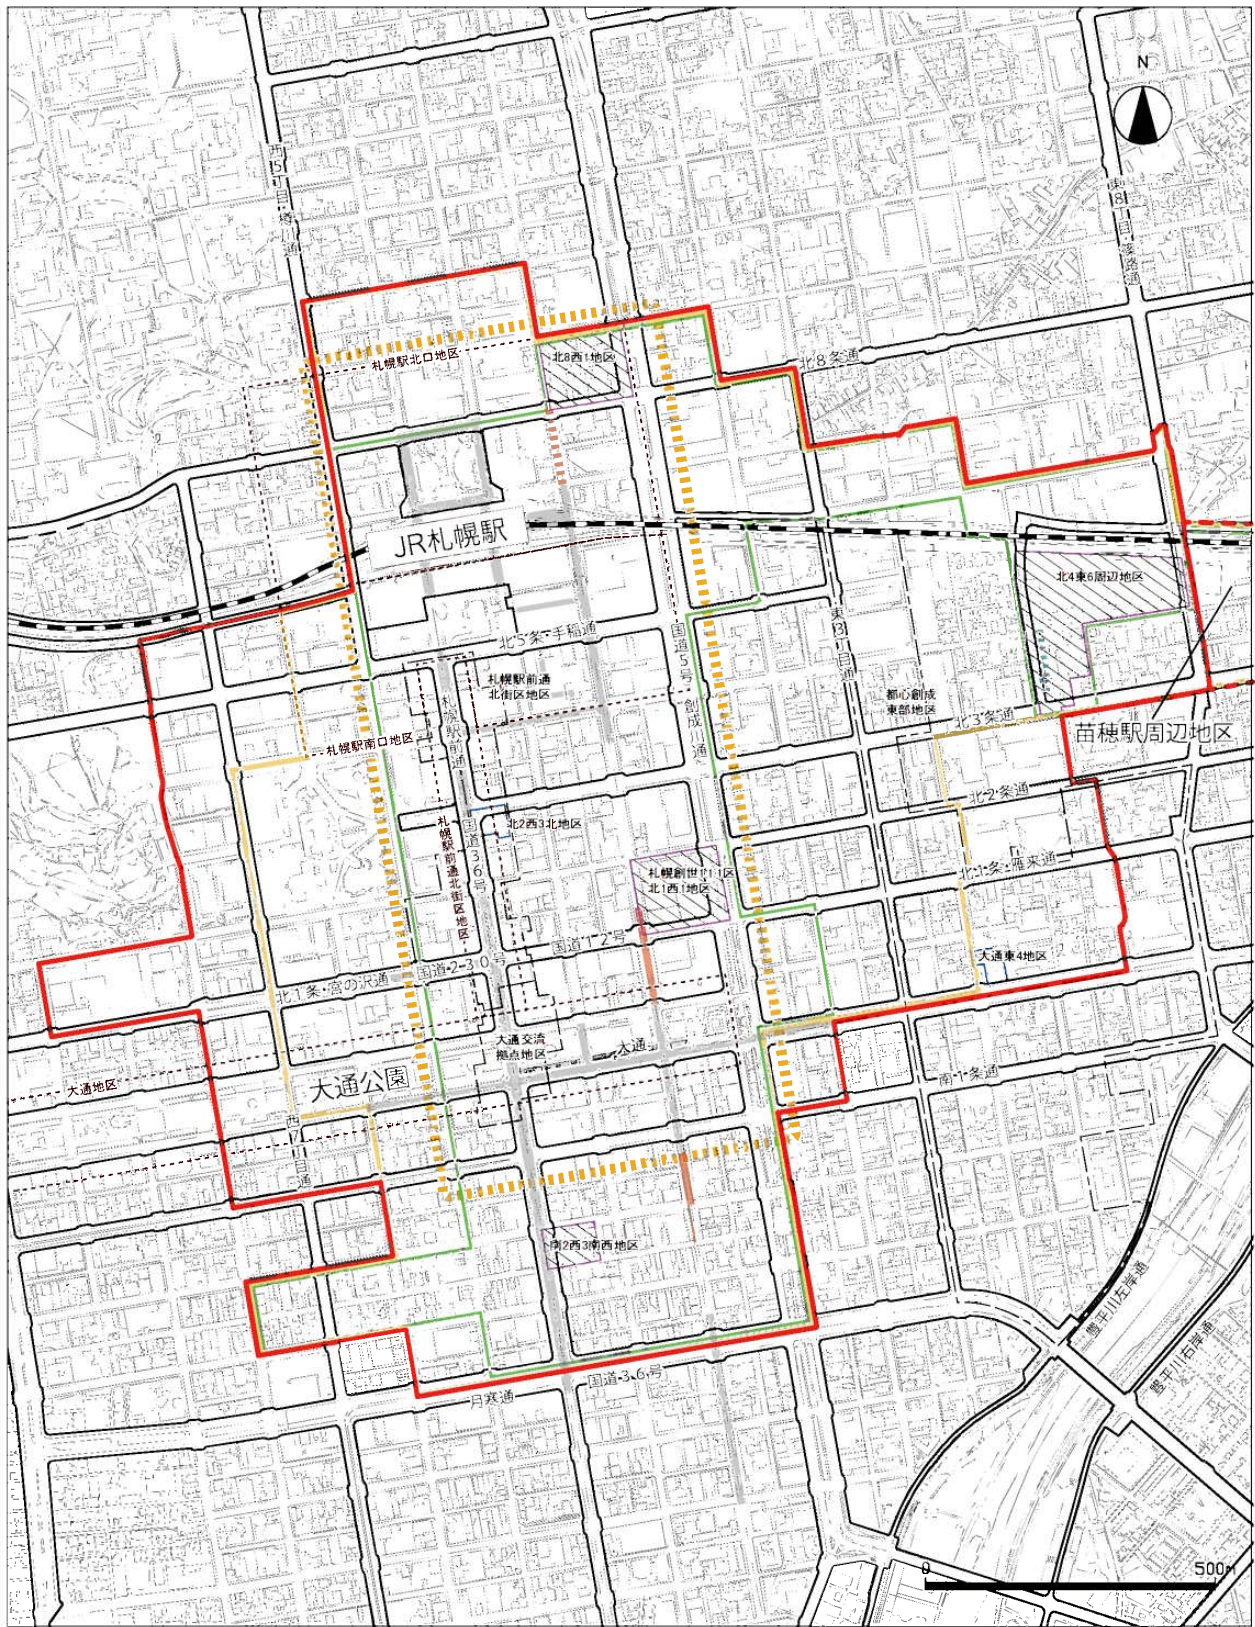 N
西5丁目・樽川通
東8丁目・篠路通
札幌駅北口地区
北8西1地区
北8条通
JR札幌駅
北4東6周辺地区
北5条・手稲通
国道5号
創成通
東3丁目通
札幌駅前通
北街区地区
都心創成
東部地区
北3条通
苗穂駅周辺地区
札幌駅南口地区
札幌駅前通
北2条通
北2西3北地区
国道36号
札幌駅前通北街区地区
札幌創世1.1.1区
北1西1地区
北1条・雁来通
国道12号
国道230号
北1条・宮の沢通
大通東4地区
大通交流
拠点地区
大通
大通公園
大通地区
南1条通
南2西3南西地区
豊平川左岸通
豊平川右岸通
国道36号
月寒通
0
500m